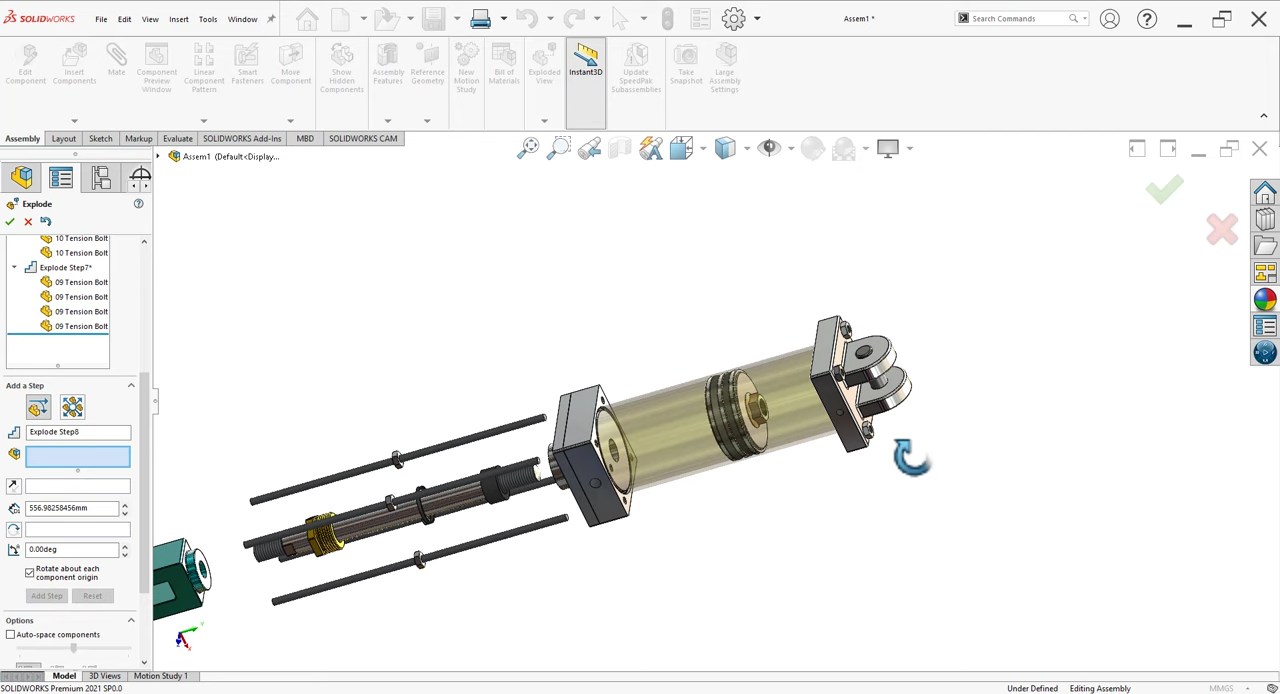 SOLIDWORKS File Edit View Insert Tools Window Assem1 * Search Commands
Edit Component
Insert Components
Mate
Component Preview Window
Linear Component Pattern
Smart Fasteners
Move Component
Show Hidden Components
Assembly Features
Reference Geometry
New Motion Study
Bill of Materials
Exploded View
Instant3D
Update SpeedPak Subassemblies
Take Snapshot
Large Assembly Settings
Assembly Layout Sketch Markup Evaluate SOLIDWORKS Add-Ins MBD SOLIDWORKS CAM
Assem1 (Default<Display...
Explode
10 Tension Bolt
10 Tension Bolt
Explode Step7*
09 Tension Bolt
09 Tension Bolt
09 Tension Bolt
09 Tension Bolt
Add a Step
Explode Step8
556.98258456mm
0.00deg
Rotate about each
component origin
Add Step Reset
Options
Auto-space components
Model 3D Views Motion Study 1
SOLIDWORKS Premium 2021 SP0.0 Under Defined Editing Assembly MMGS